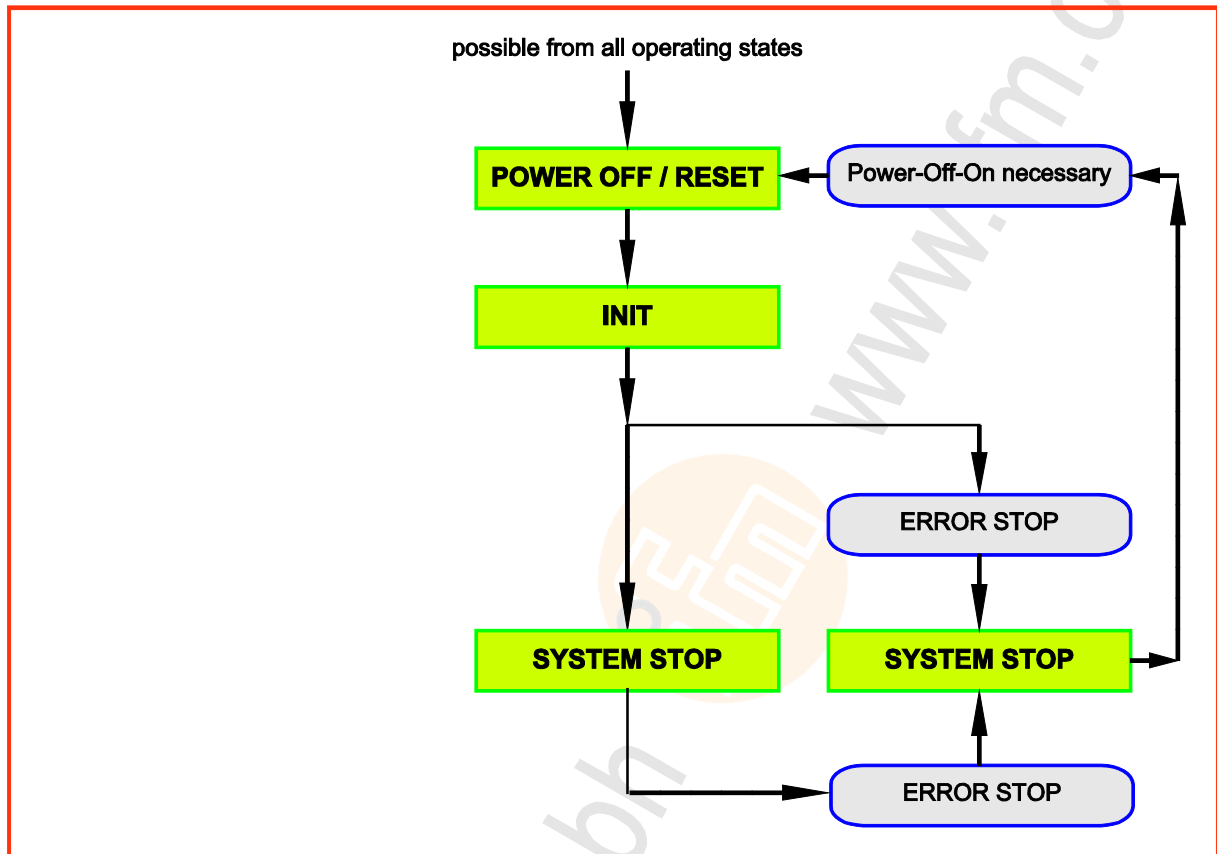 possible from all operating states
POWER OFF / RESET
Power-Off-On necessary
INIT
ERROR STOP
SYSTEM STOP
SYSTEM STOP
ERROR STOP